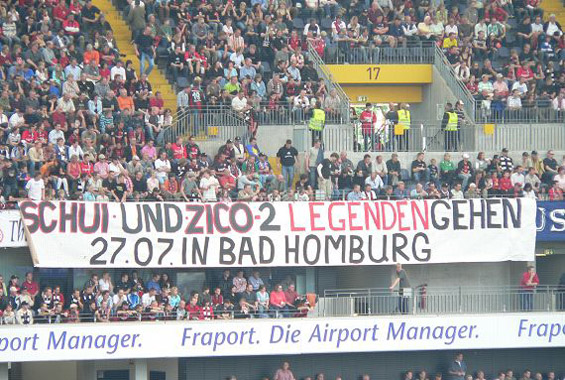 17
SCHUI·UND ZICO·2 LEGENDEN GEHEN
27.07. IN BAD HOMBURG
port Manager. Fraport. Die Airport Manager. Frap